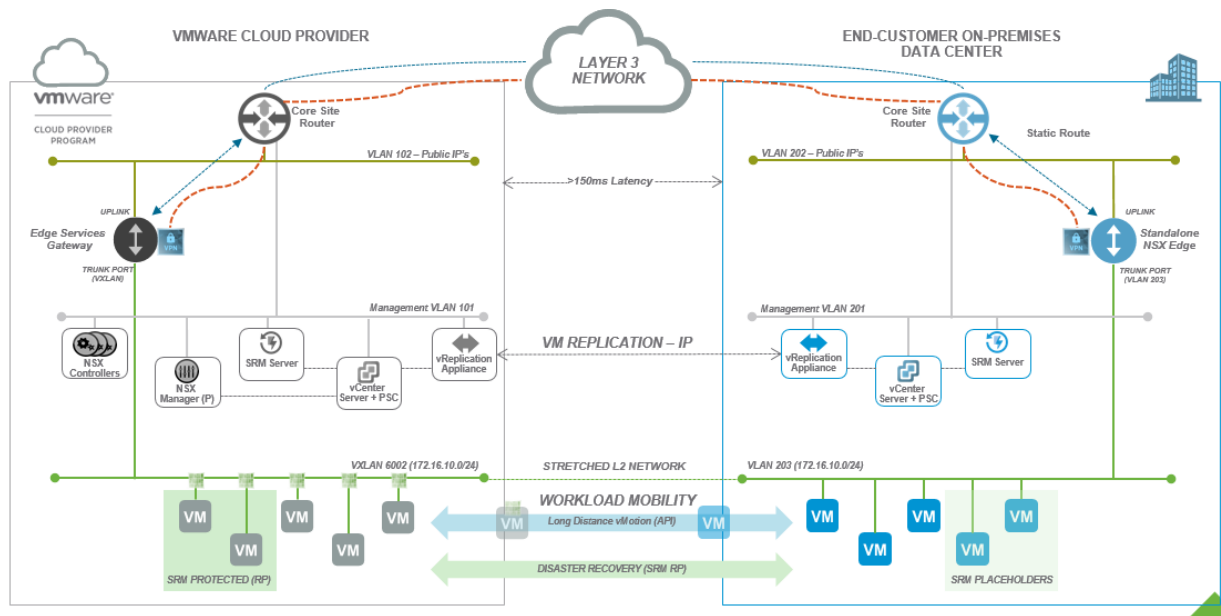 VMWARE CLOUD PROVIDER
END-CUSTOMER ON-PREMISES
DATA CENTER
LAYER 3
NETWORK
vmware®
CLOUD PROVIDER
PROGRAM
Core Site
Router
Core Site
Router
Static Route
VLAN 102 – Public IP's
VLAN 202 – Public IP's
>150ms Latency
UPLINK
UPLINK
Edge Services
Gateway
VPN
VPN
Standalone
NSX Edge
TRUNK PORT
(VXLAN)
TRUNK PORT
(VLAN 203)
Management VLAN 101
Management VLAN 201
NSX
Controllers
NSX
Manager (P)
SRM Server
vCenter
Server + PSC
vReplication
Appliance
VM REPLICATION – IP
vReplication
Appliance
vCenter
Server + PSC
SRM Server
VXLAN 6002 (172.16.10.0/24)
STRETCHED L2 NETWORK
VLAN 203 (172.16.10.0/24)
WORKLOAD MOBILITY
Long Distance vMotion (API)
VM
VM
VM
VM
VM
VM
VM
VM
VM
VM
VM
VM
SRM PROTECTED (RP)
DISASTER RECOVERY (SRM RP)
SRM PLACEHOLDERS